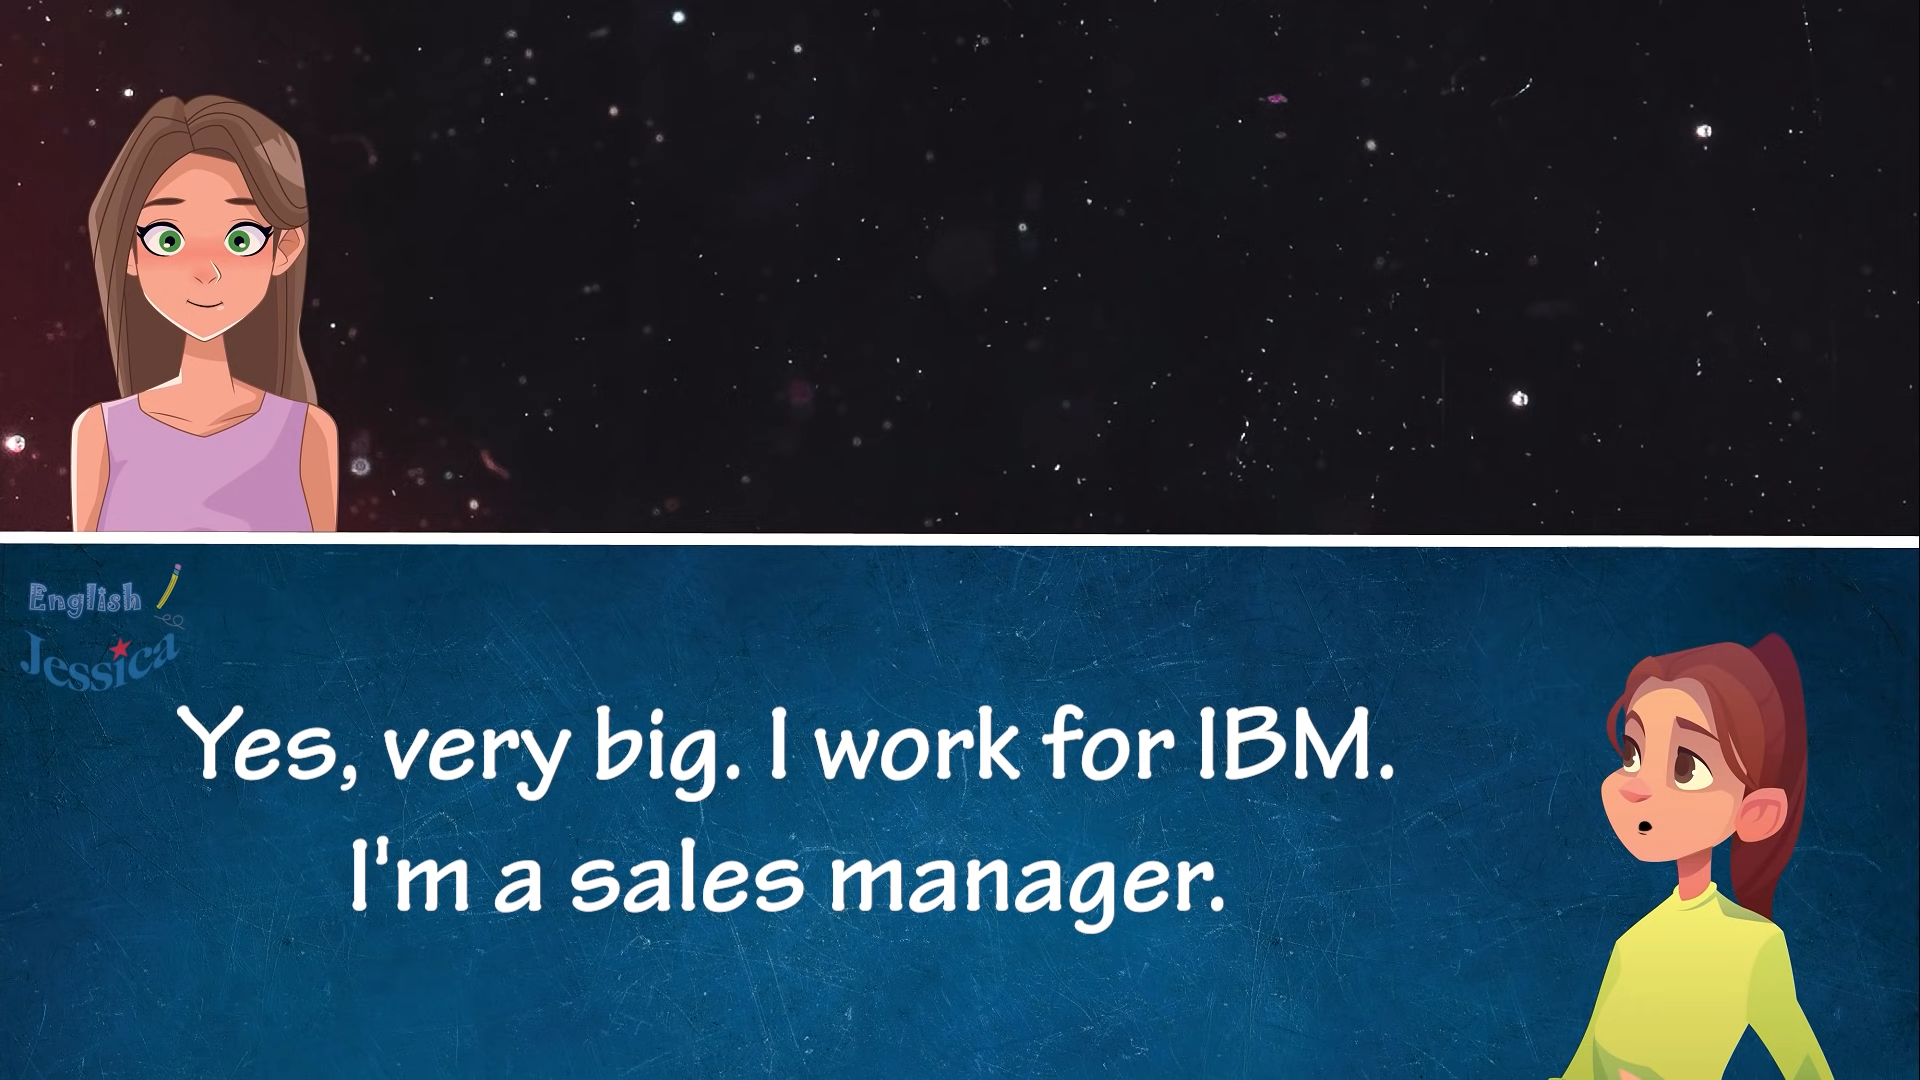 English
Jessica
Yes, very big. I work for IBM.
I'm a sales manager.